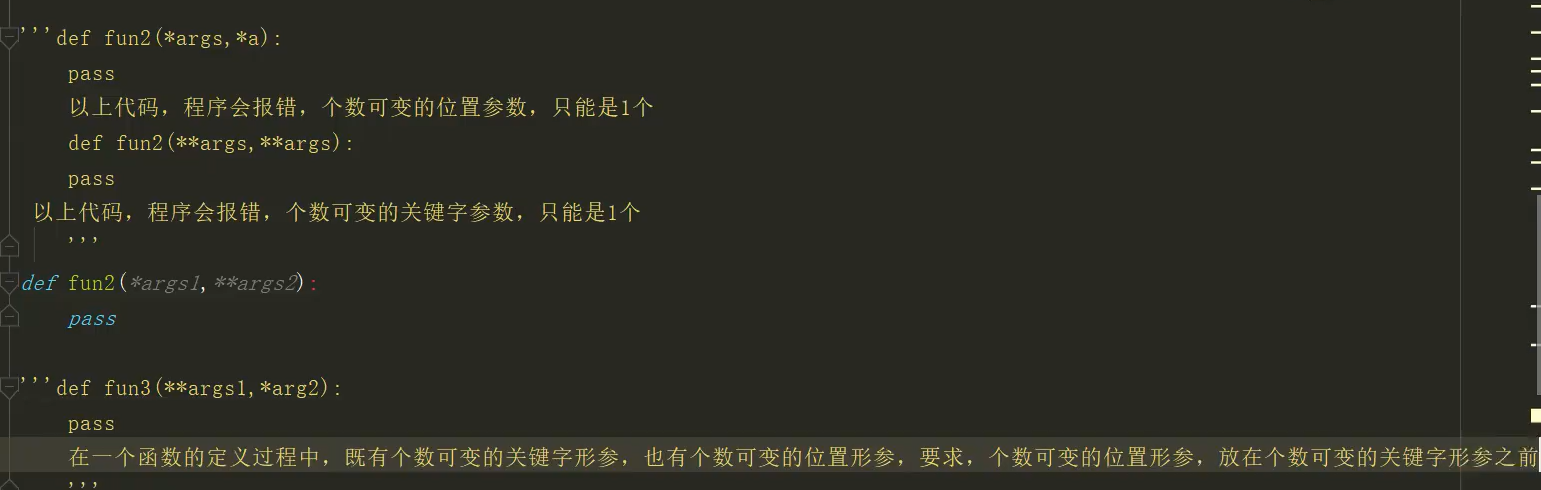 '''def fun2(*args,*a):
pass
以上代码，程序会报错，个数可变的位置参数，只能是1个
def fun2(**args,**args):
pass
以上代码，程序会报错，个数可变的关键字参数，只能是1个
'''
def fun2(*args1,**args2):
pass
'''def fun3(**args1,*arg2):
pass
在一个函数的定义过程中，既有个数可变的关键字形参，也有个数可变的位置形参，要求，个数可变的位置形参，放在个数可变的关键字形参之前
'''